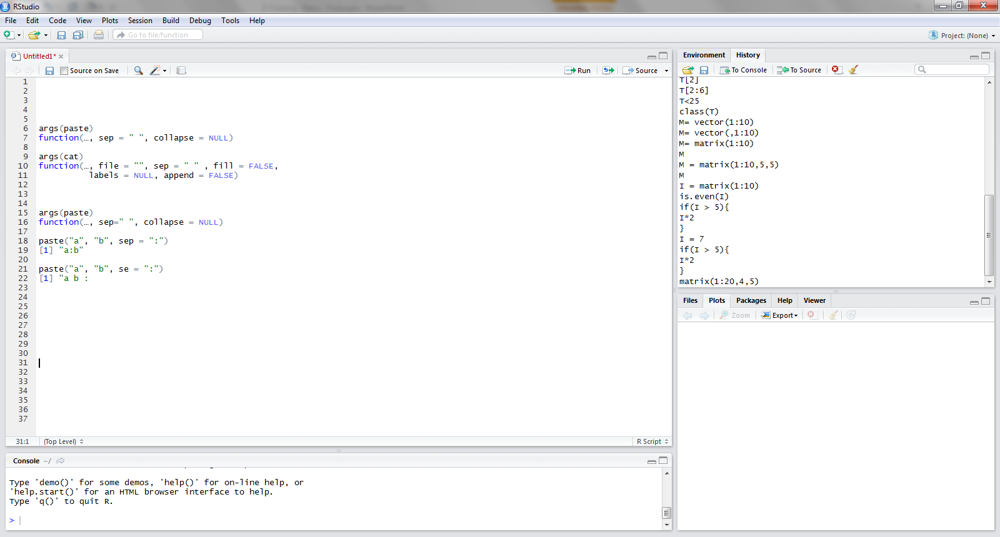 RStudio
File Edit Code View Plots Session Build Debug Tools Help
Go to file/function
Project: (None)
Untitled1*
Source on Save
Run
Source
1
2
3
4
5
6 args(paste)
7 function(…, sep = " ", collapse = NULL)
8
9 args(cat)
10 function(…, file = "", sep = " " , fill = FALSE,
11 labels = NULL, append = FALSE)
12
13
14
15 args(paste)
16 function(…, sep=" ", collapse = NULL)
17
18 paste("a", "b", sep = ":")
19 [1] "a:b"
20
21 paste("a", "b", se = ":")
22 [1] "a b :
23
24
25
26
27
28
29
30
31
32
33
34
35
36
37
31:1 (Top Level) R Script
Console ~/
Type 'demo()' for some demos, 'help()' for on-line help, or
'help.start()' for an HTML browser interface to help.
Type 'q()' to quit R.
>
Environment History
To Console To Source
T[2]
T[2:6]
T<25
class(T)
M= vector(1:10)
M= vector(,1:10)
M= matrix(1:10)
M
M = matrix(1:10,5,5)
M
I = matrix(1:10)
is.even(I)
if(I > 5){
I*2
}
I = 7
if(I > 5){
I*2
}
matrix(1:20,4,5)
Files Plots Packages Help Viewer
Zoom Export